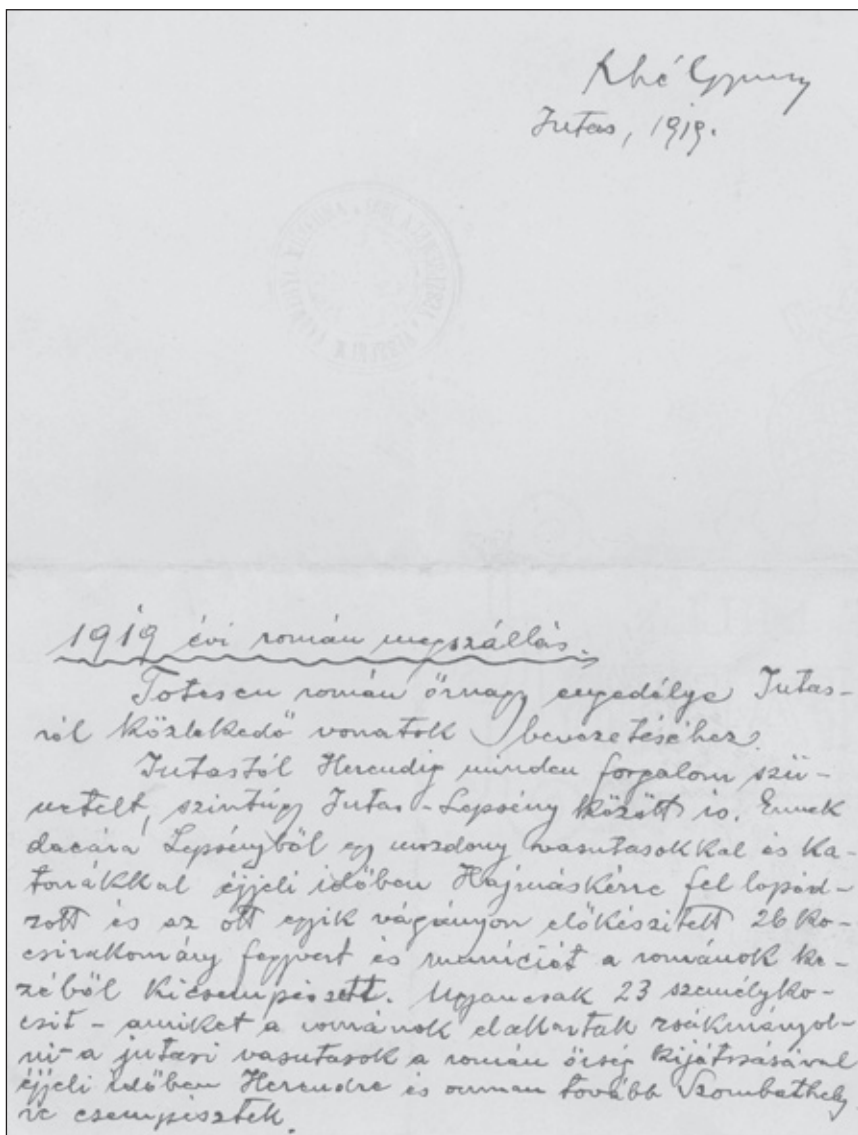 Jutas, 1919.
1919 évi román megszállás.
Totescu román őrnagy engedélye Jutas-
ról közlekedő vonatok bevezetéséhez.
Jutastól Herendig minden forgalom szü-
netelt, szintúgy Jutas-Lepsény között is. Ennek
dacára Lepsényből egy mozdony vasutasokkal és ka-
tonákkal éjjeli időben Hajmáskérre fel lopód-
zott és az ott egyik vágányon előkészitett 26 ko-
csirakomány fegyvert és muníciót a románok ke-
zéből kicsempészett. Ugyancsak 23 személyko-
csit - amiket a románok elakartak zsákmányol-
ni - a jutasi vasutasok a román őrség kijátszásával
éjjeli időben Herendre és onnan tovább Szombathely
re csempésztek.